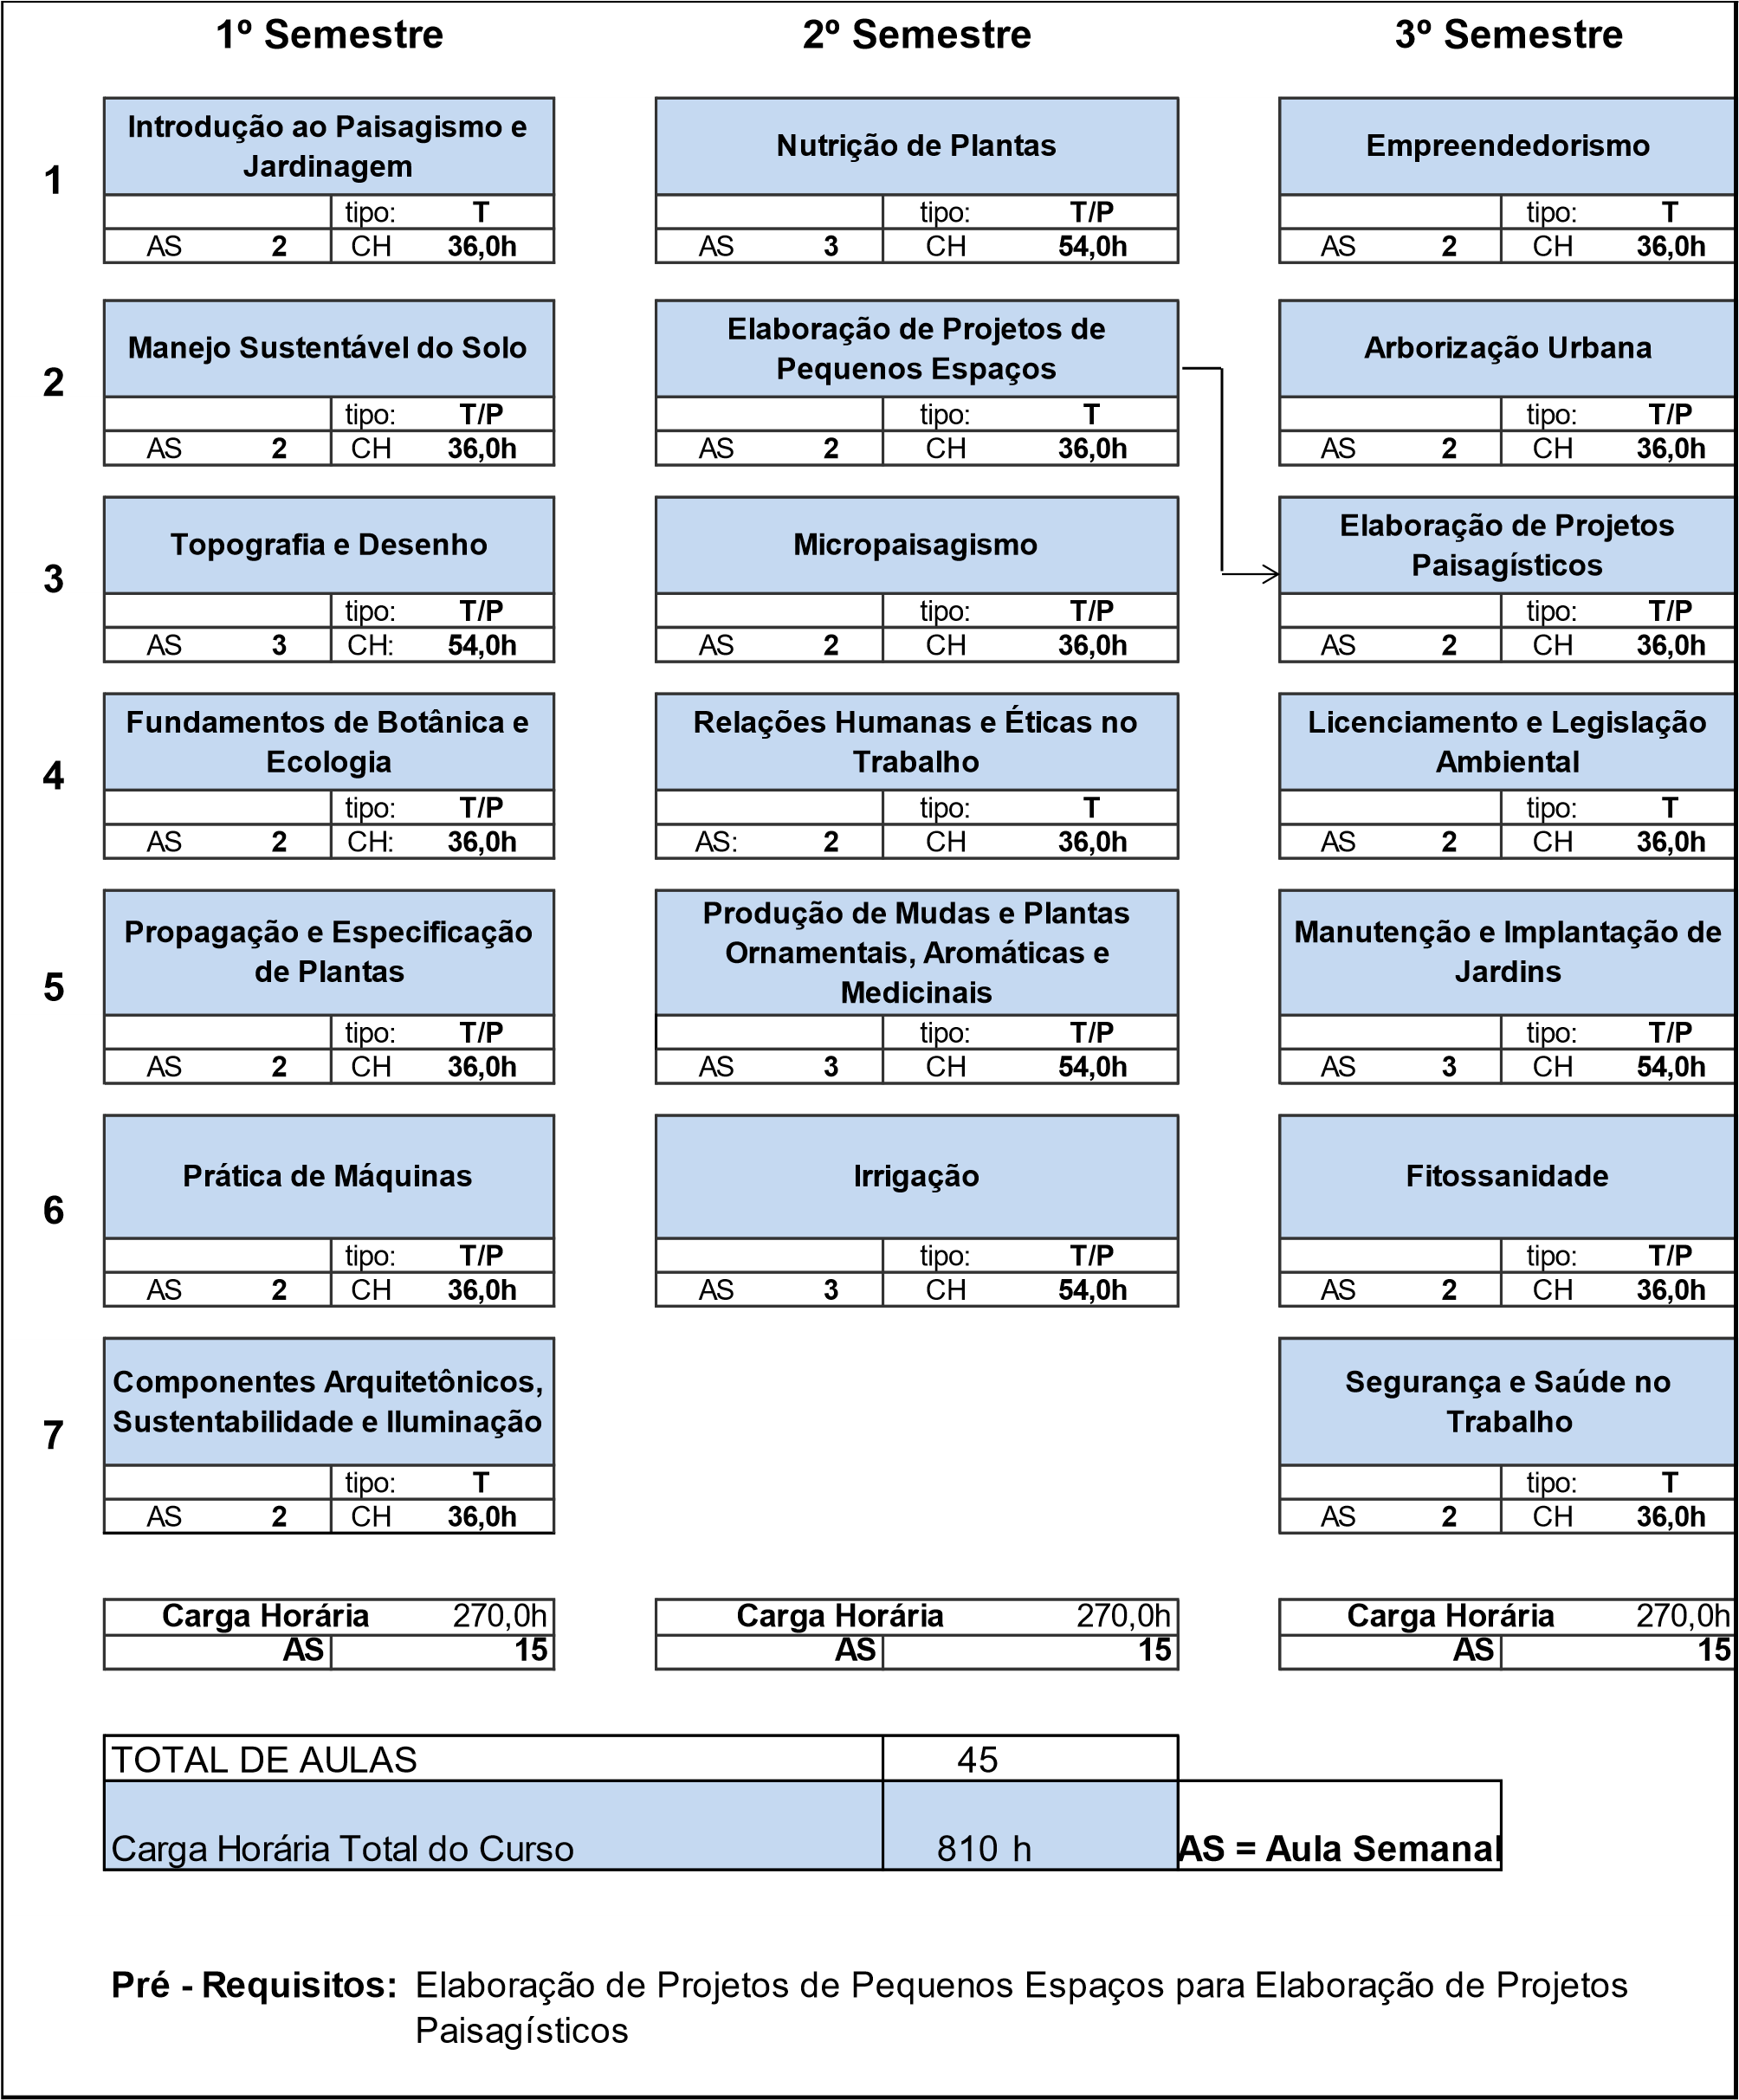 1º Semestre 2º Semestre 3º Semestre
1
Introdução ao Paisagismo e
Jardinagem
tipo: T
AS 2 CH 36,0h
Nutrição de Plantas
tipo: T/P
AS 3 CH 54,0h
Empreendedorismo
tipo: T
AS 2 CH 36,0h
2
Manejo Sustentável do Solo
tipo: T/P
AS 2 CH 36,0h
Elaboração de Projetos de
Pequenos Espaços
tipo: T
AS 2 CH 36,0h
Arborização Urbana
tipo: T/P
AS 2 CH 36,0h
3
Topografia e Desenho
tipo: T/P
AS 3 CH: 54,0h
Micropaisagismo
tipo: T/P
AS 2 CH 36,0h
Elaboração de Projetos
Paisagísticos
tipo: T/P
AS 2 CH 36,0h
4
Fundamentos de Botânica e
Ecologia
tipo: T/P
AS 2 CH: 36,0h
Relações Humanas e Éticas no
Trabalho
tipo: T
AS: 2 CH 36,0h
Licenciamento e Legislação
Ambiental
tipo: T
AS 2 CH 36,0h
5
Propagação e Especificação
de Plantas
tipo: T/P
AS 2 CH 36,0h
Produção de Mudas e Plantas
Ornamentais, Aromáticas e
Medicinais
tipo: T/P
AS 3 CH 54,0h
Manutenção e Implantação de
Jardins
tipo: T/P
AS 3 CH 54,0h
6
Prática de Máquinas
tipo: T/P
AS 2 CH 36,0h
Irrigação
tipo: T/P
AS 3 CH 54,0h
Fitossanidade
tipo: T/P
AS 2 CH 36,0h
7
Componentes Arquitetônicos,
Sustentabilidade e Iluminação
tipo: T
AS 2 CH 36,0h
Segurança e Saúde no
Trabalho
tipo: T
AS 2 CH 36,0h
Carga Horária 270,0h
AS 15
Carga Horária 270,0h
AS 15
Carga Horária 270,0h
AS 15
TOTAL DE AULAS 45
Carga Horária Total do Curso 810 h AS = Aula Semanal
Pré - Requisitos: Elaboração de Projetos de Pequenos Espaços para Elaboração de Projetos
Paisagísticos